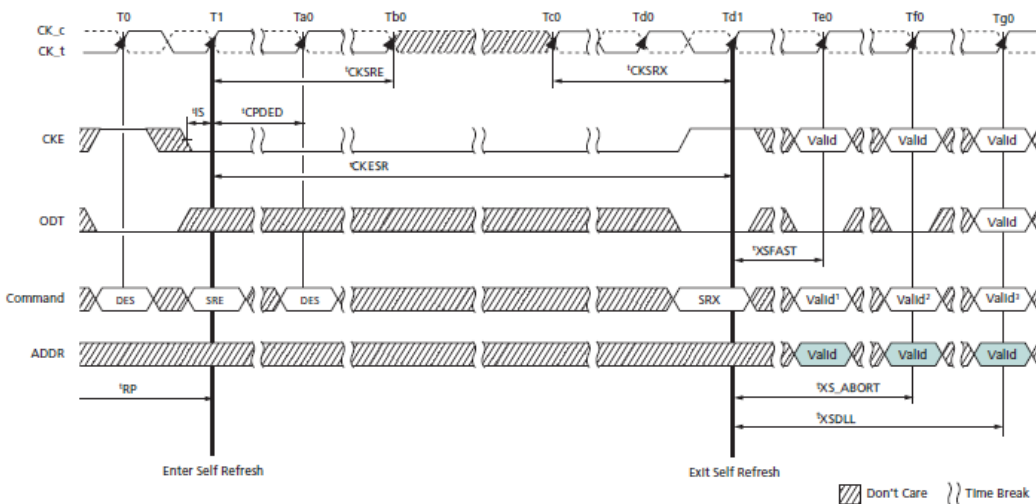 T0 T1 Ta0 Tb0 Tc0 Td0 Td1 Te0 Tf0 Tg0
CK_c
CK_t
tCKSRE tCKSRX
tIS tCPDED
CKE Valid Valid Valid
tCKESR
ODT Valid
tXSFAST
Command DES SRE DES SRX Valid1 Valid2 Valid3
ADDR Valid Valid Valid
tRP tXS_ABORT
tXSDLL
Enter Self Refresh Exit Self Refresh
Don't Care Time Break